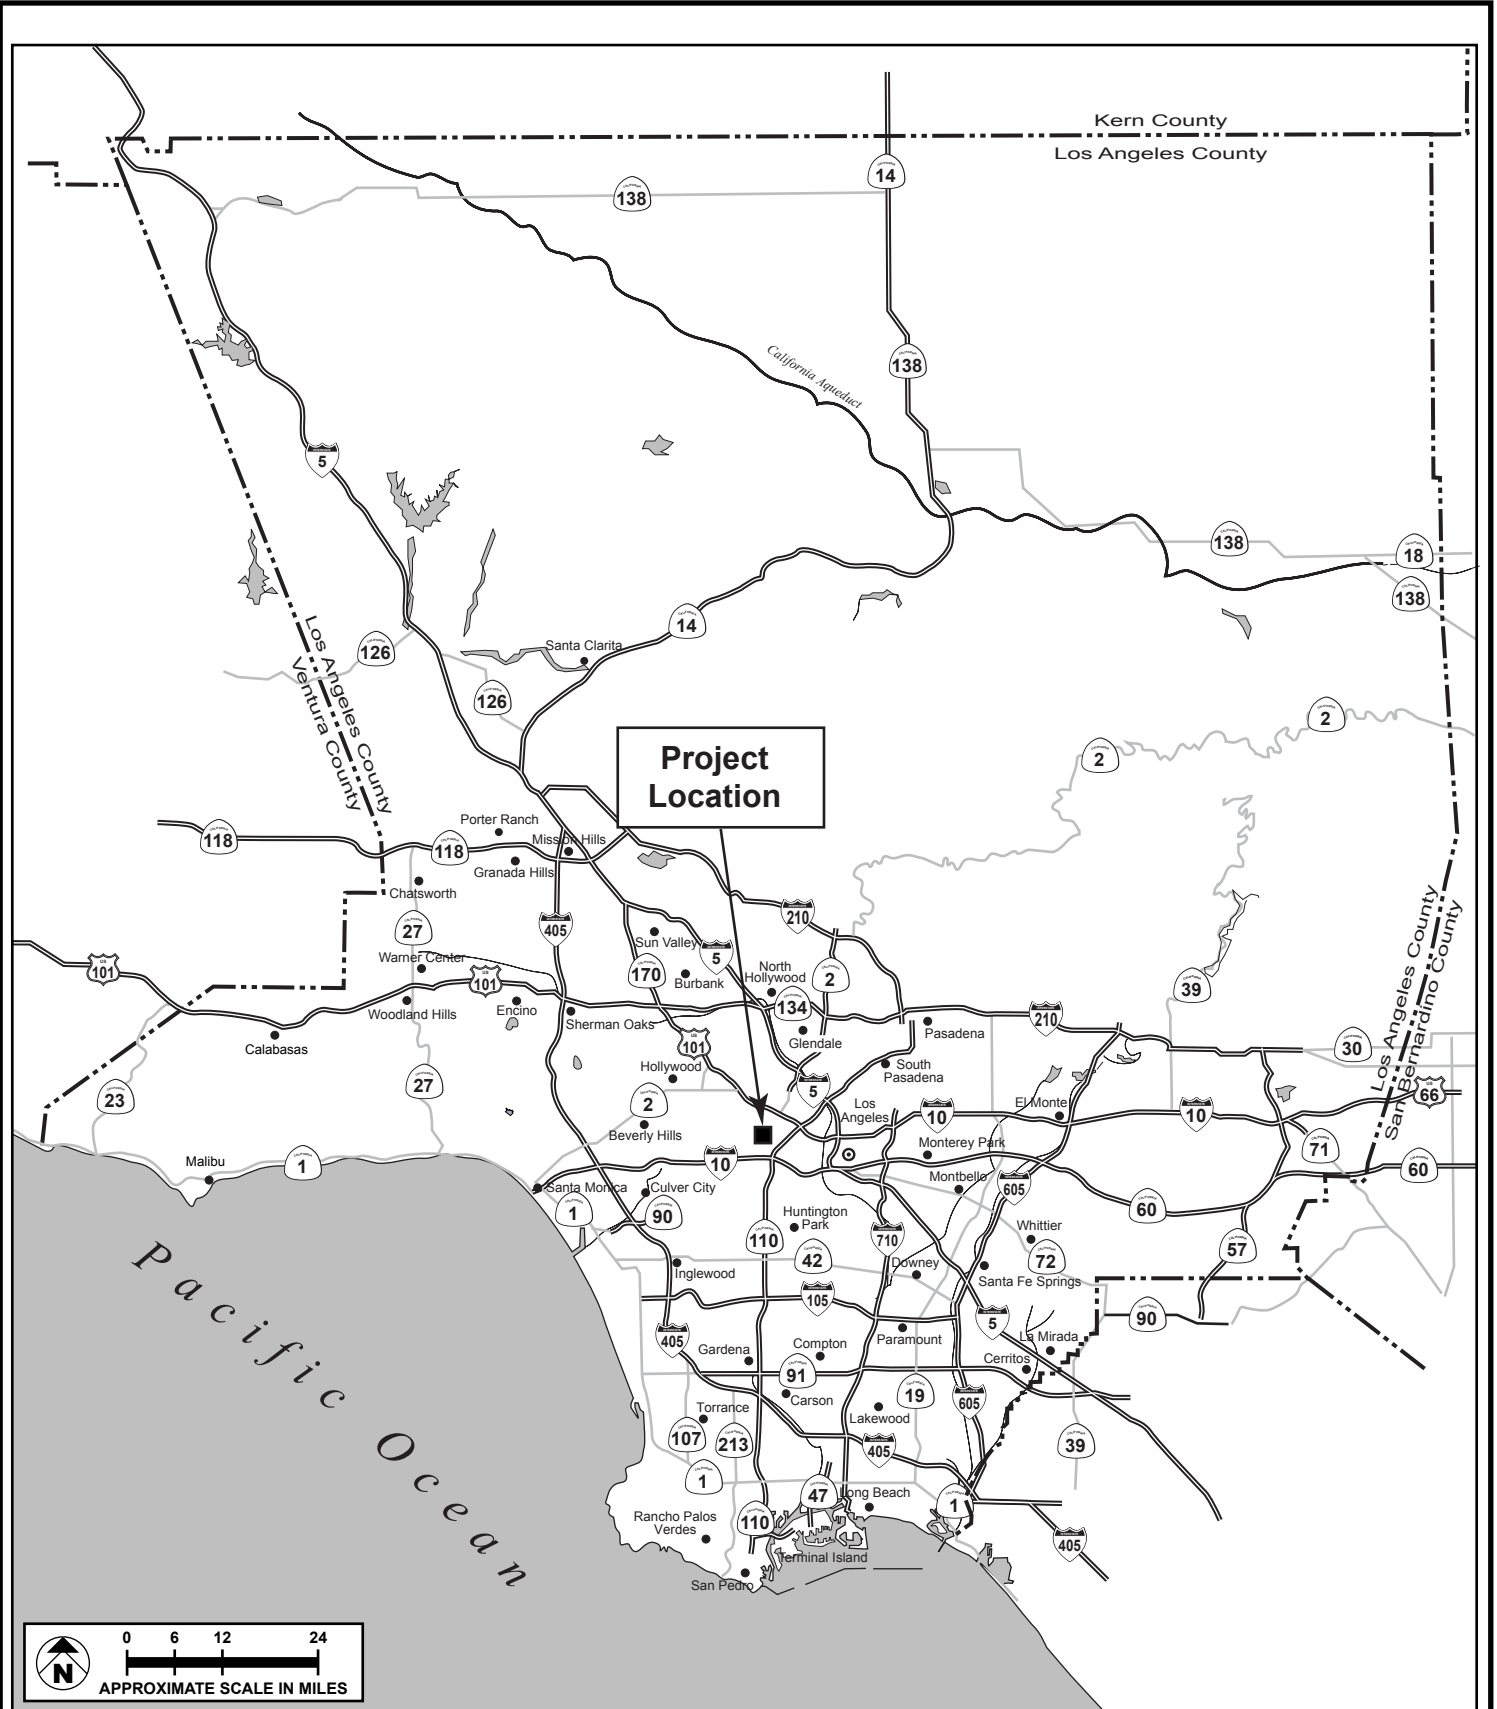 Kern County
Los Angeles County
14
138
138
California Aqueduct
5
138
18
138
14
126
Santa Clarita
Los Angeles County
Ventura County
126
2
2
Project
Location
Porter Ranch
118
118
Mission Hills
Granada Hills
Chatsworth
27
405
210
Los Angeles County
San Bernardino County
Sun Valley
Warner Center
US
101
US
101
170
5
North
Hollywood
2
Burbank
39
134
Woodland Hills
Encino
Sherman Oaks
210
Pasadena
Calabasas
US
101
Glendale
30
Hollywood
South
Pasadena
27
5
23
2
Los
Angeles
10
El Monte
10
US
66
Beverly Hills
Monterey Park
71
Malibu
1
10
60
Santa Monica
Culver City
Montbello
605
1
90
Huntington
Park
60
110
710
Whittier
57
42
72
Downey
Inglewood
Santa Fe Springs
105
Pacific Ocean
405
5
90
Paramount
La Mirada
Gardena
Compton
Cerritos
91
19
605
Carson
Torrance
Lakewood
107
213
405
39
1
47
Long Beach
1
Rancho Palos
Verdes
110
405
Terminal Island
San Pedro
0 6 12 24
N
APPROXIMATE SCALE IN MILES